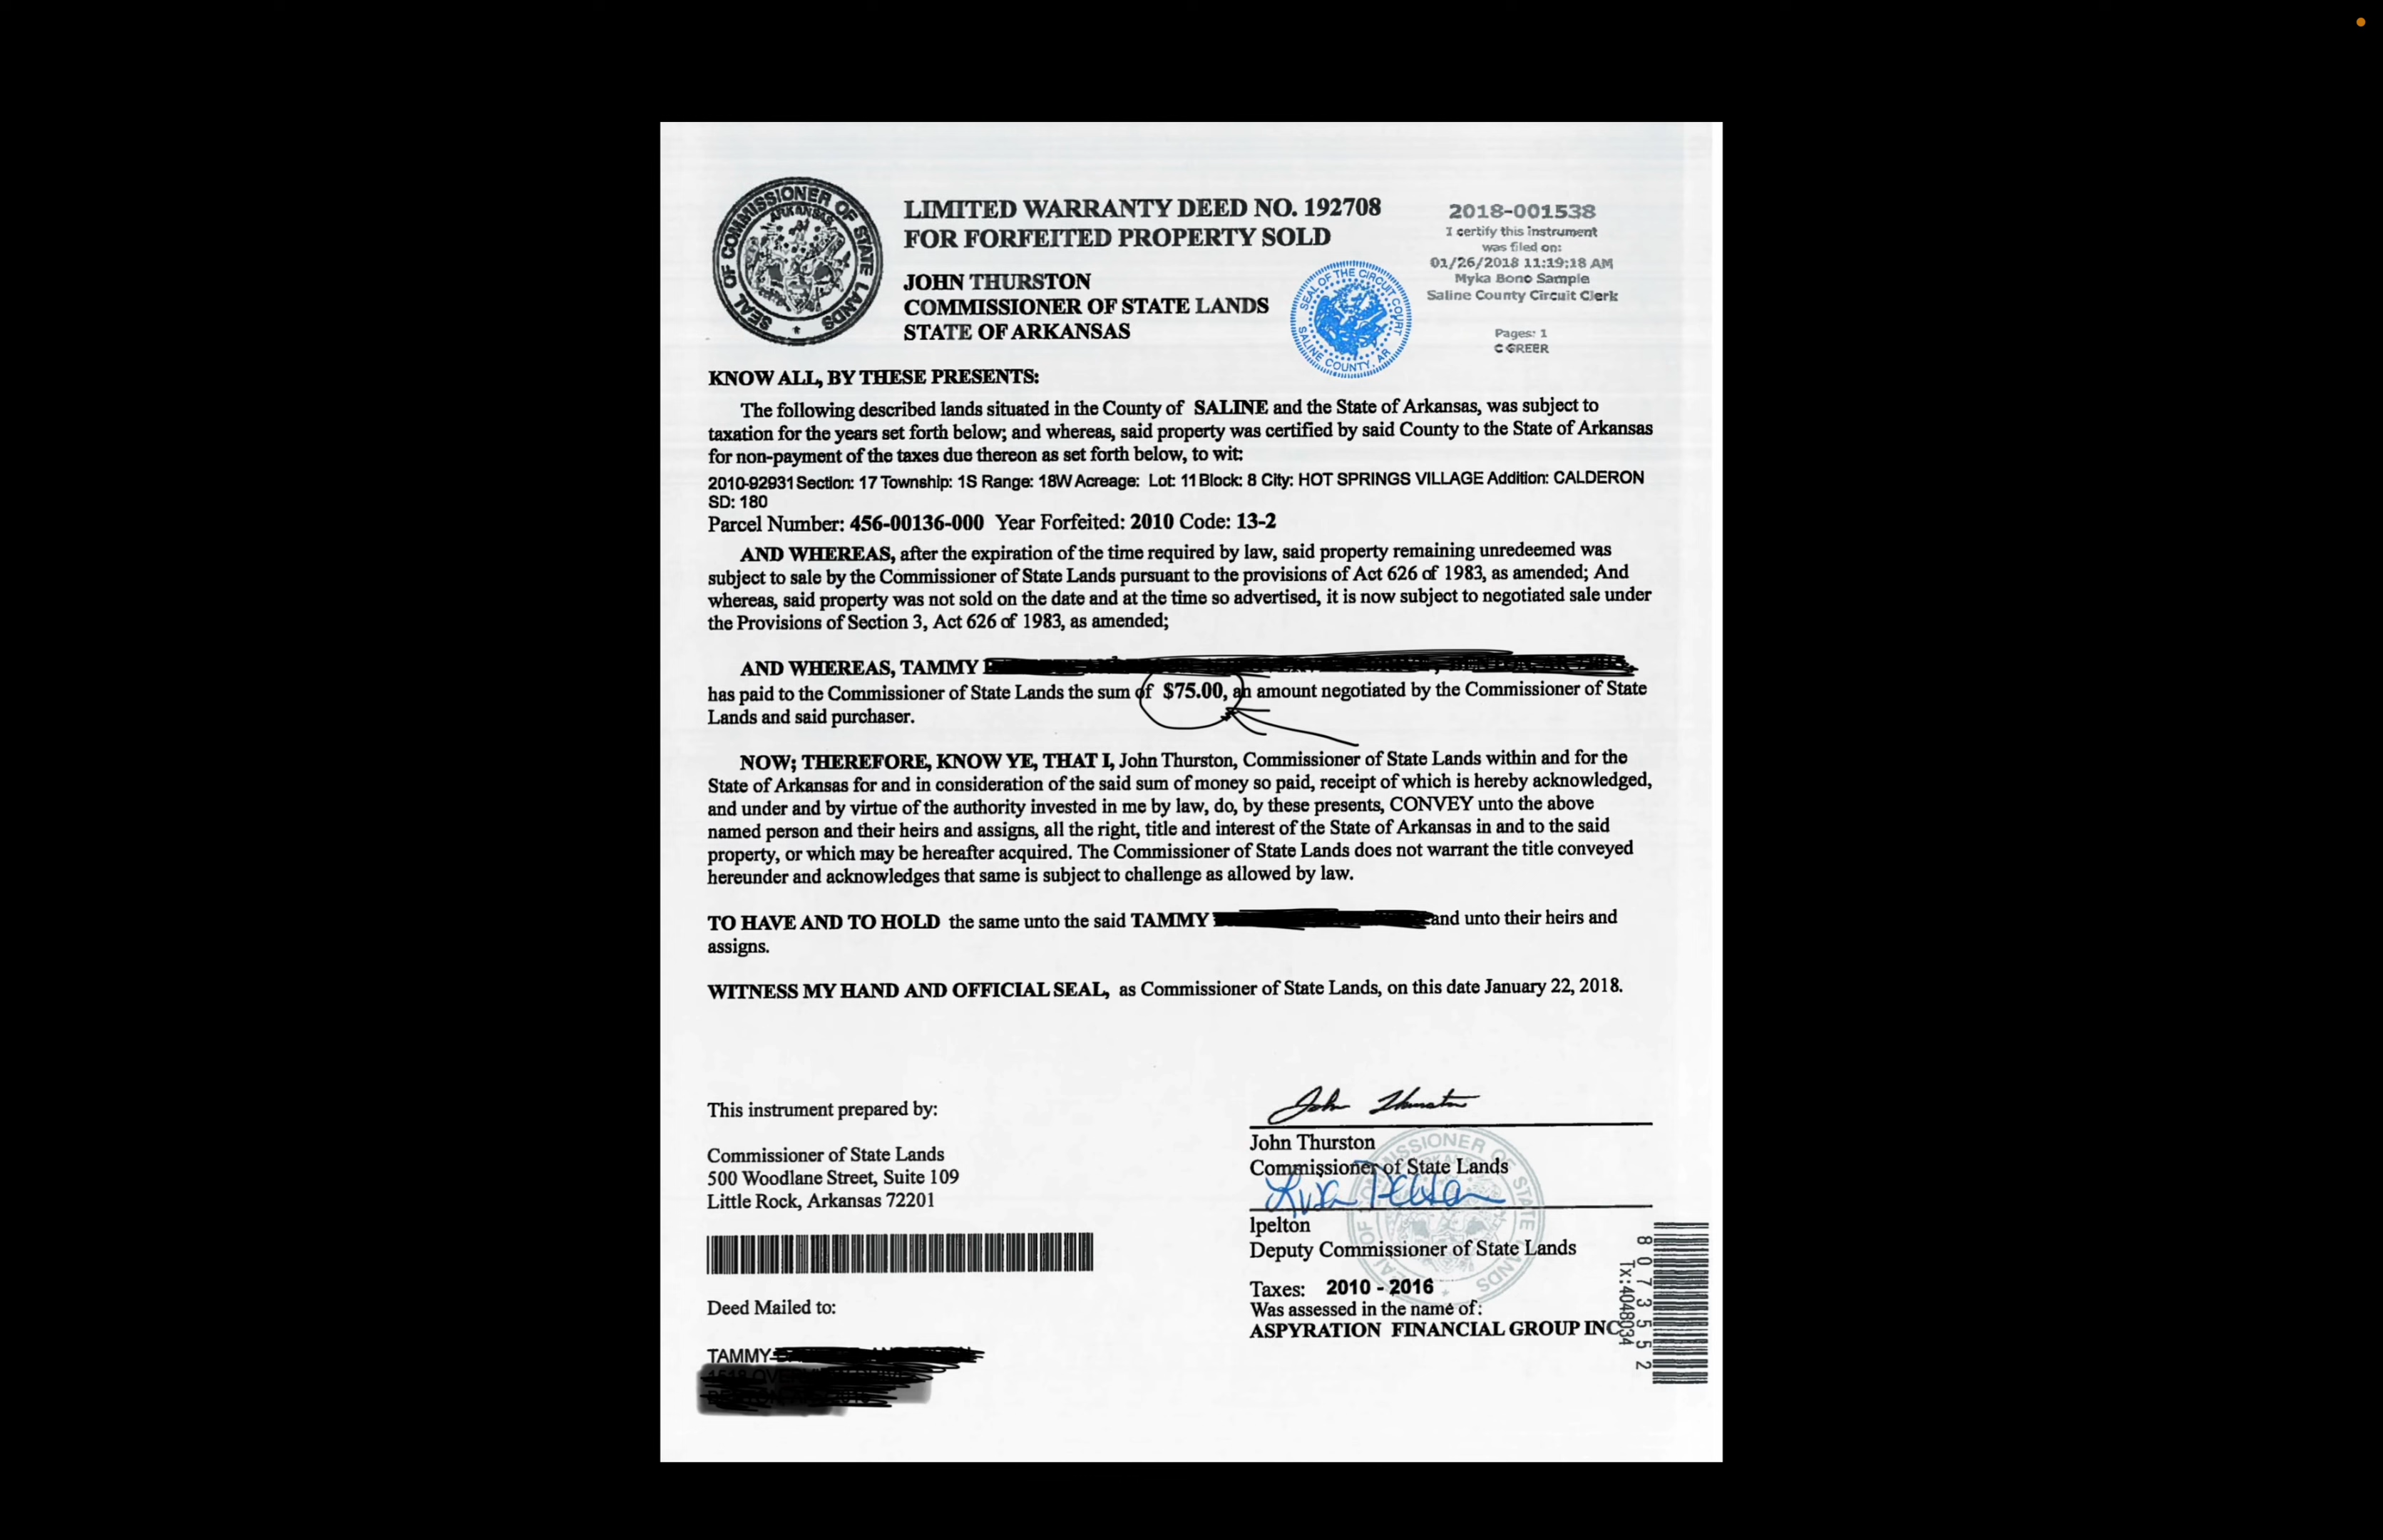 SEAL OF COMMISSIONER OF STATE LANDS
ARKANSAS
LIMITED WARRANTY DEED NO. 192708
FOR FORFEITED PROPERTY SOLD
JOHN THURSTON
COMMISSIONER OF STATE LANDS
STATE OF ARKANSAS
SEAL OF THE CIRCUIT COURT
SALINE COUNTY, AR
2018-001538
I certify this instrument
was filed on:
01/26/2018 11:19:18 AM
Myka Bono Sample
Saline County Circuit Clerk
Pages: 1
C GREER
KNOW ALL, BY THESE PRESENTS:
The following described lands situated in the County of SALINE and the State of Arkansas, was subject to
taxation for the years set forth below; and whereas, said property was certified by said County to the State of Arkansas
for non-payment of the taxes due thereon as set forth below, to wit:
2010-92931 Section: 17 Township: 1S Range: 18W Acreage: Lot: 11 Block: 8 City: HOT SPRINGS VILLAGE Addition: CALDERON
SD: 180
Parcel Number: 456-00136-000 Year Forfeited: 2010 Code: 13-2
AND WHEREAS, after the expiration of the time required by law, said property remaining unredeemed was
subject to sale by the Commissioner of State Lands pursuant to the provisions of Act 626 of 1983, as amended; And
whereas, said property was not sold on the date and at the time so advertised, it is now subject to negotiated sale under
the Provisions of Section 3, Act 626 of 1983, as amended;
AND WHEREAS, TAMMY
has paid to the Commissioner of State Lands the sum of $75.00, an amount negotiated by the Commissioner of State
Lands and said purchaser.
NOW; THEREFORE, KNOW YE, THAT I, John Thurston, Commissioner of State Lands within and for the
State of Arkansas for and in consideration of the said sum of money so paid, receipt of which is hereby acknowledged,
and under and by virtue of the authority invested in me by law, do, by these presents, CONVEY unto the above
named person and their heirs and assigns, all the right, title and interest of the State of Arkansas in and to the said
property, or which may be hereafter acquired. The Commissioner of State Lands does not warrant the title conveyed
hereunder and acknowledges that same is subject to challenge as allowed by law.
TO HAVE AND TO HOLD the same unto the said TAMMY and unto their heirs and
assigns.
WITNESS MY HAND AND OFFICIAL SEAL, as Commissioner of State Lands, on this date January 22, 2018.
This instrument prepared by:
Commissioner of State Lands
500 Woodlane Street, Suite 109
Little Rock, Arkansas 72201
Deed Mailed to:
TAMMY
John Thurston
John Thurston
Commissioner of State Lands
lpelton
Deputy Commissioner of State Lands
Taxes: 2010 - 2016
Was assessed in the name of:
ASPYRATION FINANCIAL GROUP INC
8073552
Tx:4048034